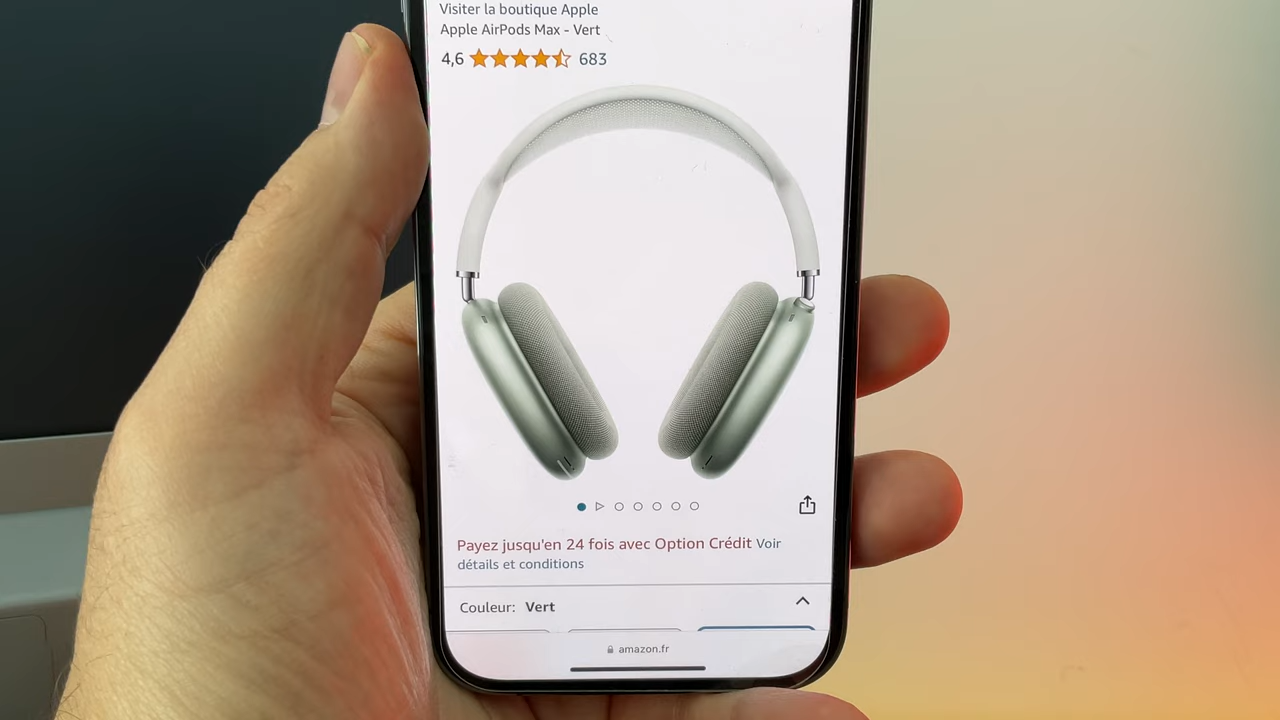 Visiter la boutique Apple
Apple AirPods Max - Vert
4,6 683
Payez jusqu'en 24 fois avec Option Crédit Voir
détails et conditions
Couleur: Vert
amazon.fr